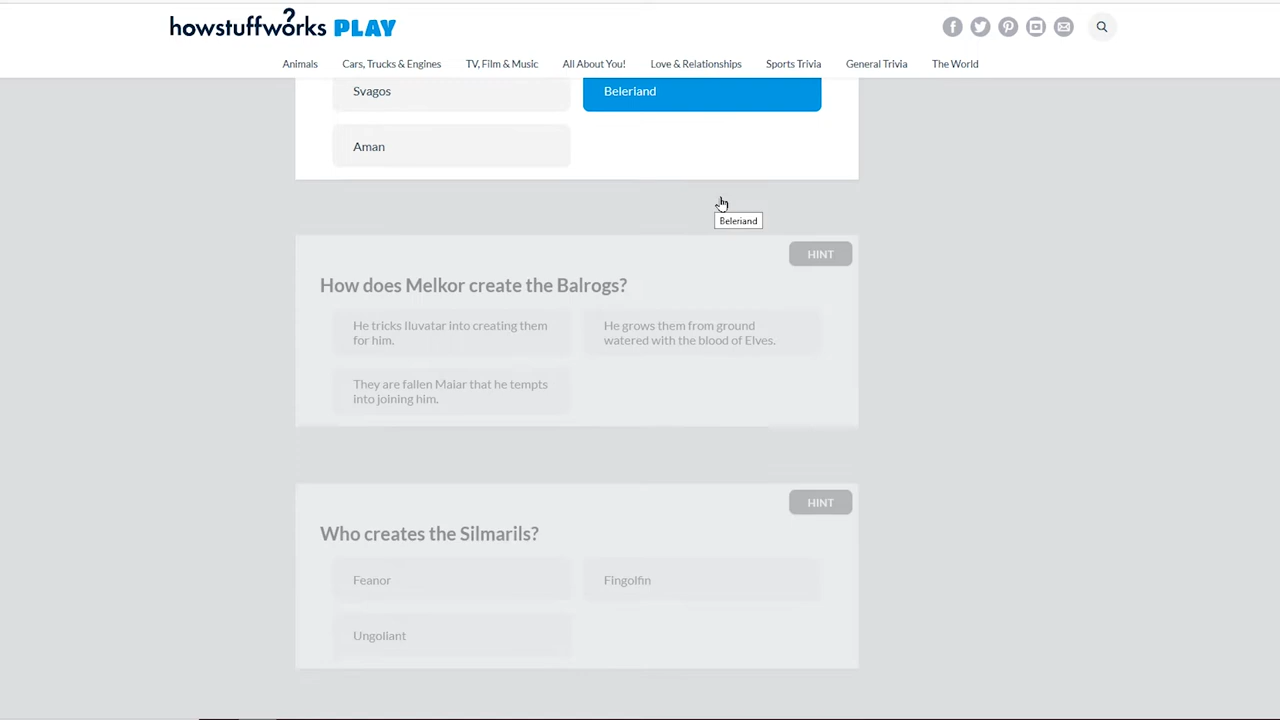 howstuffworks PLAY
Animals
Cars, Trucks & Engines
TV, Film & Music
All About You!
Love & Relationships
Sports Trivia
General Trivia
The World
Svagos
Beleriand
Aman
Beleriand
HINT
How does Melkor create the Balrogs?
He tricks Iluvatar into creating them
for him.
He grows them from ground
watered with the blood of Elves.
They are fallen Maiar that he tempts
into joining him.
HINT
Who creates the Silmarils?
Feanor
Fingolfin
Ungoliant